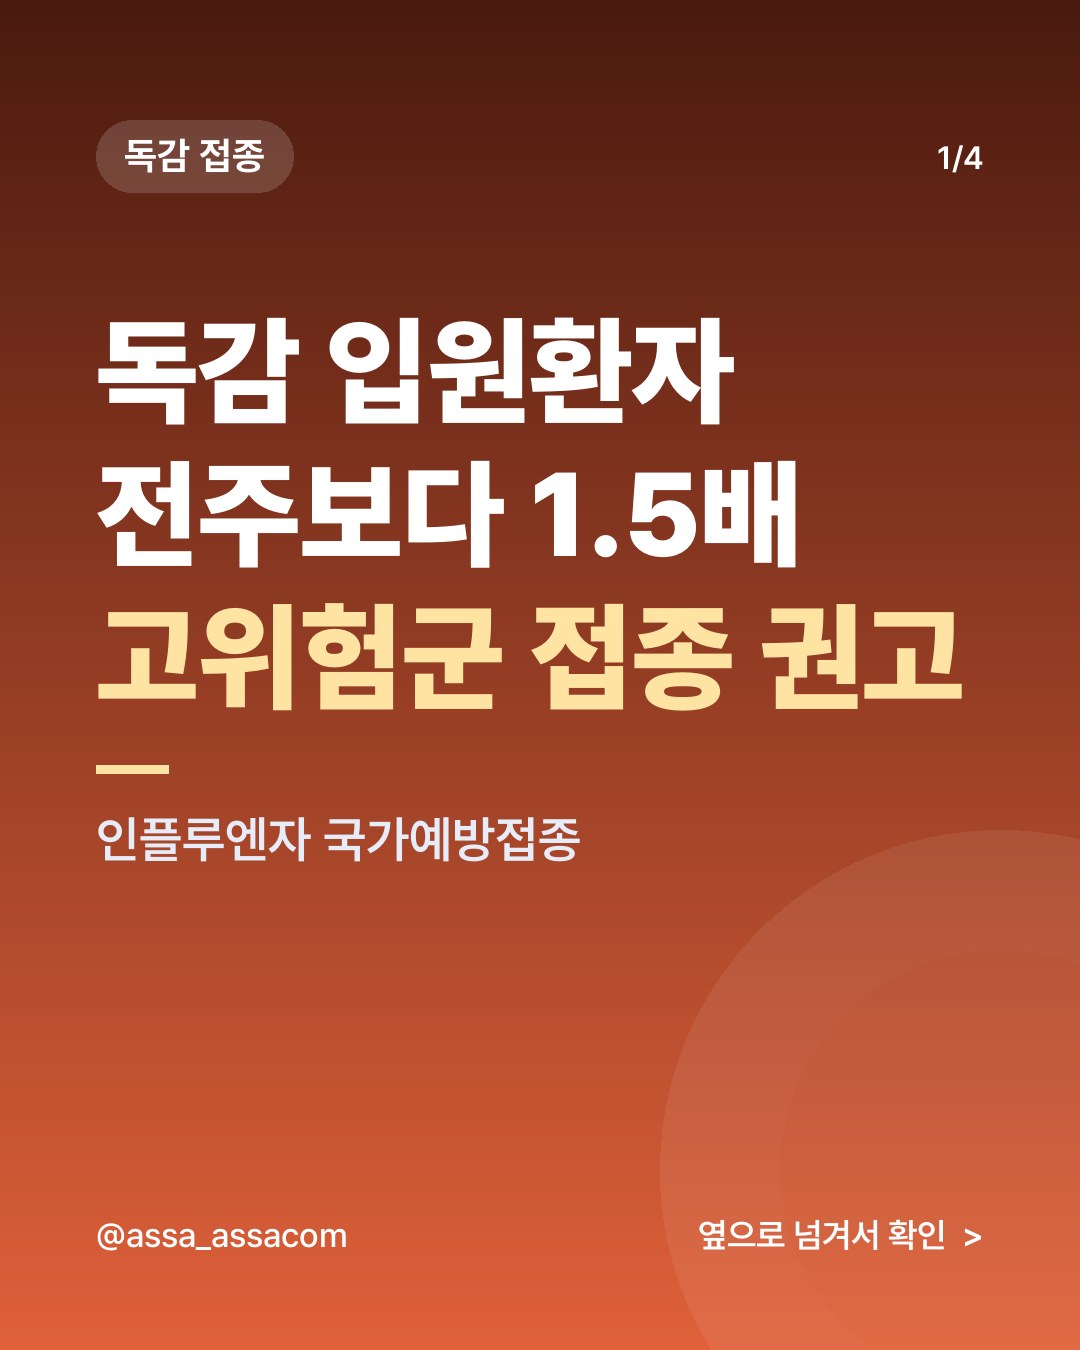 독감 접종
1/4
독감 입원환자
전주보다 1.5배
고위험군 접종 권고
인플루엔자 국가예방접종
@assa_assacom
옆으로 넘겨서 확인 >